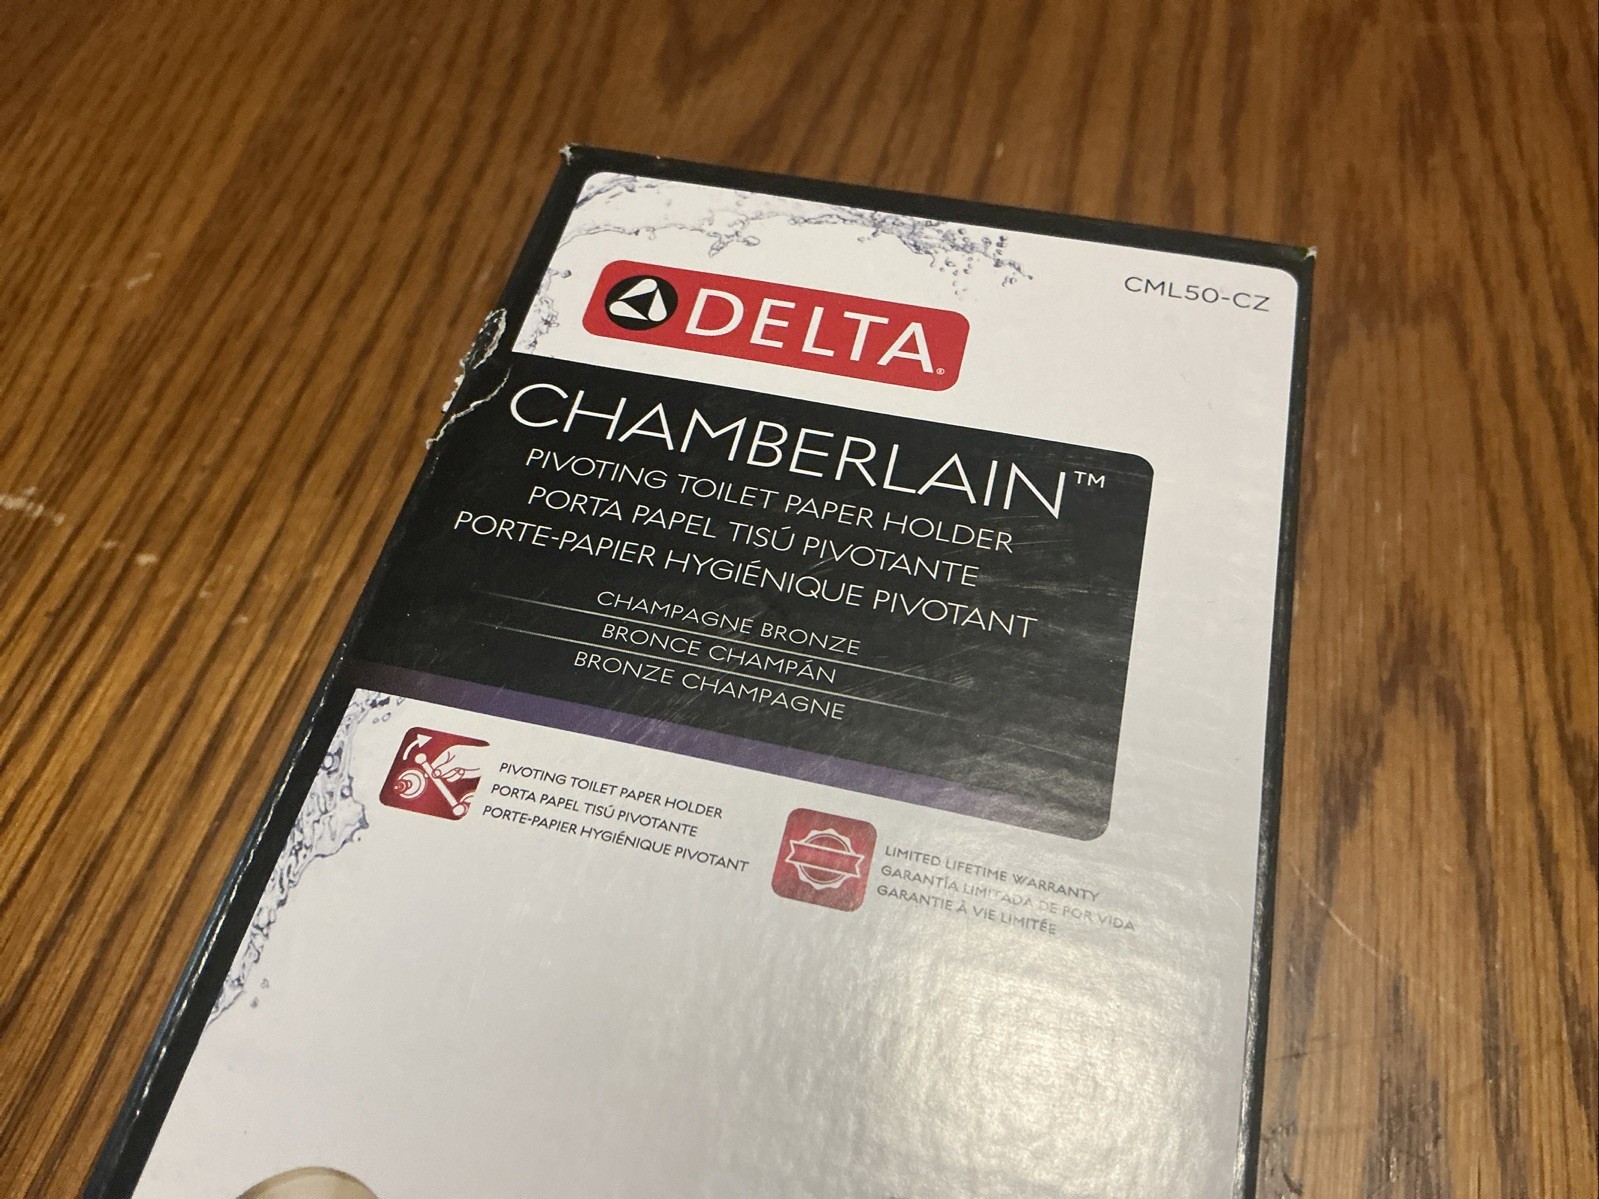 CML50-CZ
DELTA®
CHAMBERLAIN™
PIVOTING TOILET PAPER HOLDER
PORTA PAPEL TISÚ PIVOTANTE
PORTE-PAPIER HYGIÉNIQUE PIVOTANT
CHAMPAGNE BRONZE
BRONCE CHAMPÁN
BRONZE CHAMPAGNE
PIVOTING TOILET PAPER HOLDER
PORTA PAPEL TISÚ PIVOTANTE
PORTE-PAPIER HYGIÉNIQUE PIVOTANT
LIMITED LIFETIME WARRANTY
GARANTÍA LIMITADA DE POR VIDA
GARANTIE À VIE LIMITÉE